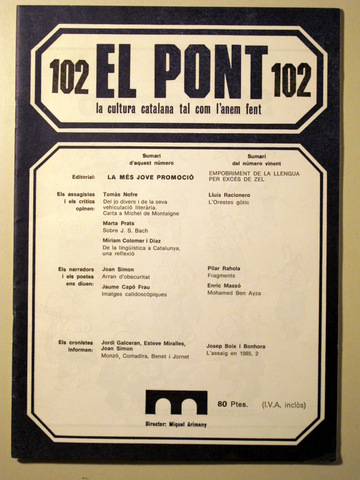 102 EL PONT 102
la cultura catalana tal com l'anem fent
Sumari
d'aquest número
Sumari
del número vinent
Editorial:
LA MÉS JOVE PROMOCIÓ
EMPOBRIMENT DE LA LLENGUA
PER EXCÉS DE ZEL
Els assagistes
i els crítics
opinen:
Tomàs Nofre
Del jo divers i de la seva
vehiculació literària.
Carta a Michel de Montaigne
Marta Prats
Sobre J. S. Bach
Míriam Colomer i Díaz
De la lingüística a Catalunya,
una reflexió
Lluís Racionero
L'Orestes gòtic
Els narradors
i els poetes
ens diuen:
Joan Simon
Arran d'obscuritat
Jaume Capó Frau
Imatges calidoscòpiques
Pilar Rahola
Fragments
Enric Massó
Mohamed Ben Ayza
Els cronistes
informen:
Jordi Galceran, Esteve Miralles,
Joan Simon
Monzó, Comadira, Benet i Jornet
Josep Boix i Bonhora
L'assaig en 1985, 2
80 Ptes. (I.V.A. inclòs)
Director: Miquel Arimany